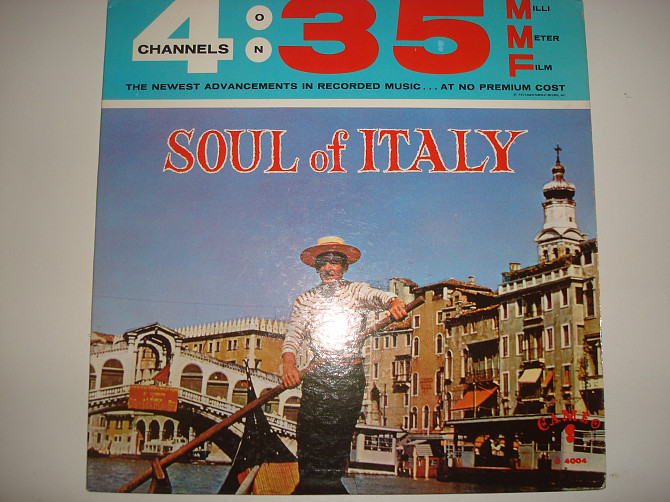 4 CHANNELS ON 35 MILLI
METER
FILM
THE NEWEST ADVANCEMENTS IN RECORDED MUSIC...AT NO PREMIUM COST
SOUL of ITALY
CAMEO
4004